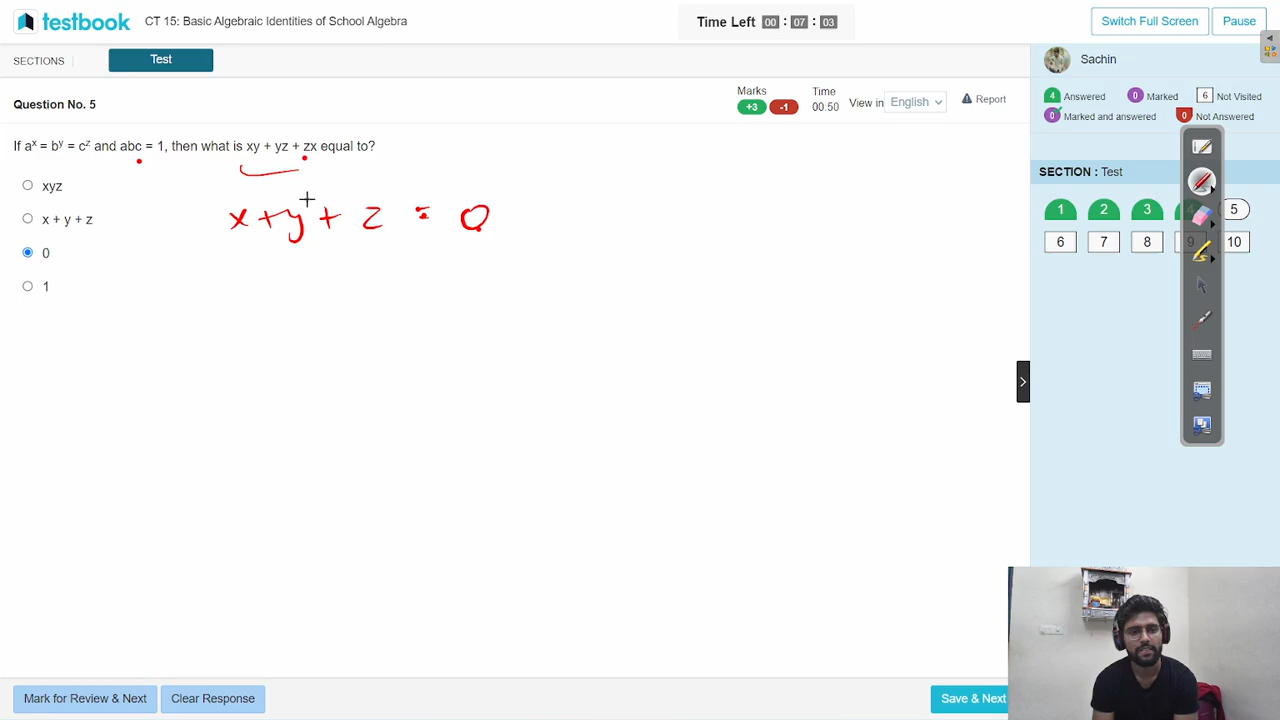 testbook CT 15: Basic Algebraic Identities of School Algebra Time Left 00 : 07 : 03 Switch Full Screen Pause
SECTIONS Test Sachin
Question No. 5 Marks +3 -1 Time 00:50 View in English Report
4 Answered 0 Marked 6 Not Visited
0 Marked and answered 0 Not Answered
If aˣ = bʸ = cᶻ and abc = 1, then what is xy + yz + zx equal to?
SECTION : Test
xyz
x + y + z
0
1
x + y + z = 0
1 2 3 4 5
6 7 8 9 10
Mark for Review & Next Clear Response Save & Next